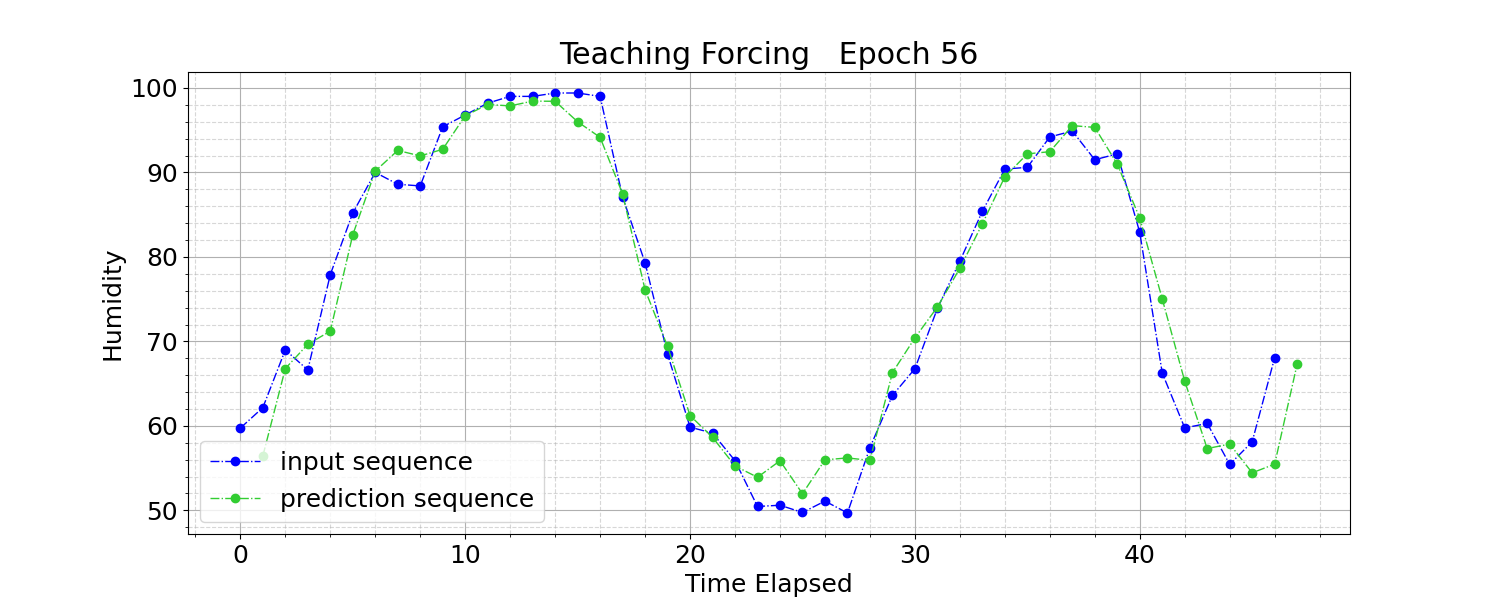 Teaching Forcing   Epoch 56
100
90
80
70
60
50
Humidity
input sequence
prediction sequence
0 10 20 30 40
Time Elapsed